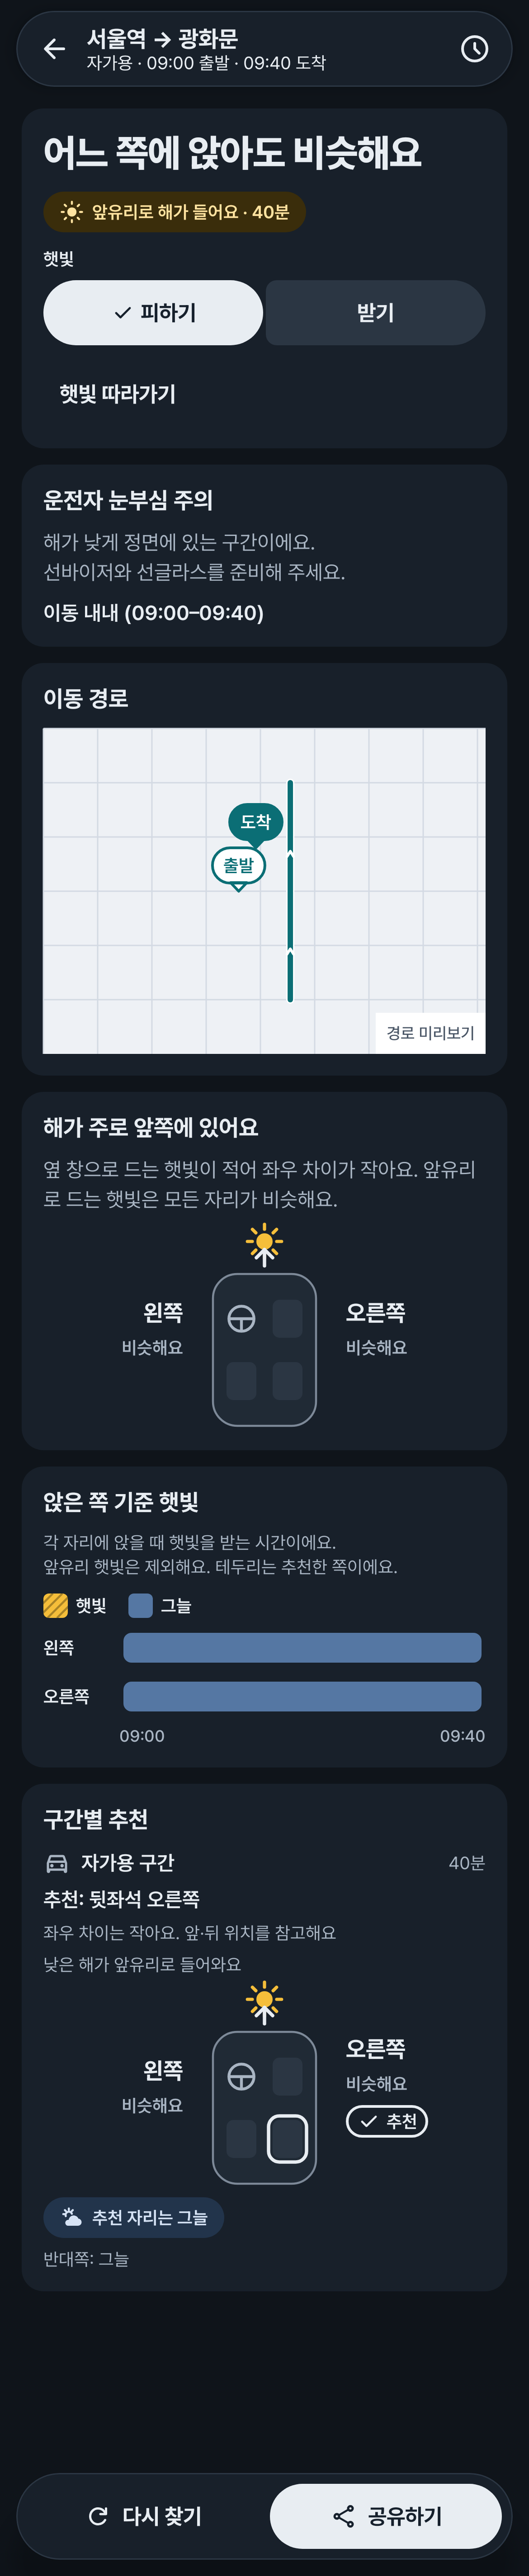 서울역 → 광화문
자가용 · 09:00 출발 · 09:40 도착
어느 쪽에 앉아도 비슷해요
앞유리로 해가 들어요 · 40분
햇빛
피하기
받기
햇빛 따라가기
운전자 눈부심 주의
해가 낮게 정면에 있는 구간이에요.
선바이저와 선글라스를 준비해 주세요.
이동 내내 (09:00–09:40)
이동 경로
도착
출발
경로 미리보기
해가 주로 앞쪽에 있어요
옆 창으로 드는 햇빛이 적어 좌우 차이가 작아요. 앞유리
로 드는 햇빛은 모든 자리가 비슷해요.
왼쪽
비슷해요
오른쪽
비슷해요
앉은 쪽 기준 햇빛
각 자리에 앉을 때 햇빛을 받는 시간이에요.
앞유리 햇빛은 제외해요. 테두리는 추천한 쪽이에요.
햇빛
그늘
왼쪽
오른쪽
09:00
09:40
구간별 추천
자가용 구간
40분
추천: 뒷좌석 오른쪽
좌우 차이는 작아요. 앞·뒤 위치를 참고해요
낮은 해가 앞유리로 들어와요
왼쪽
비슷해요
오른쪽
비슷해요
추천
추천 자리는 그늘
반대쪽: 그늘
다시 찾기
공유하기